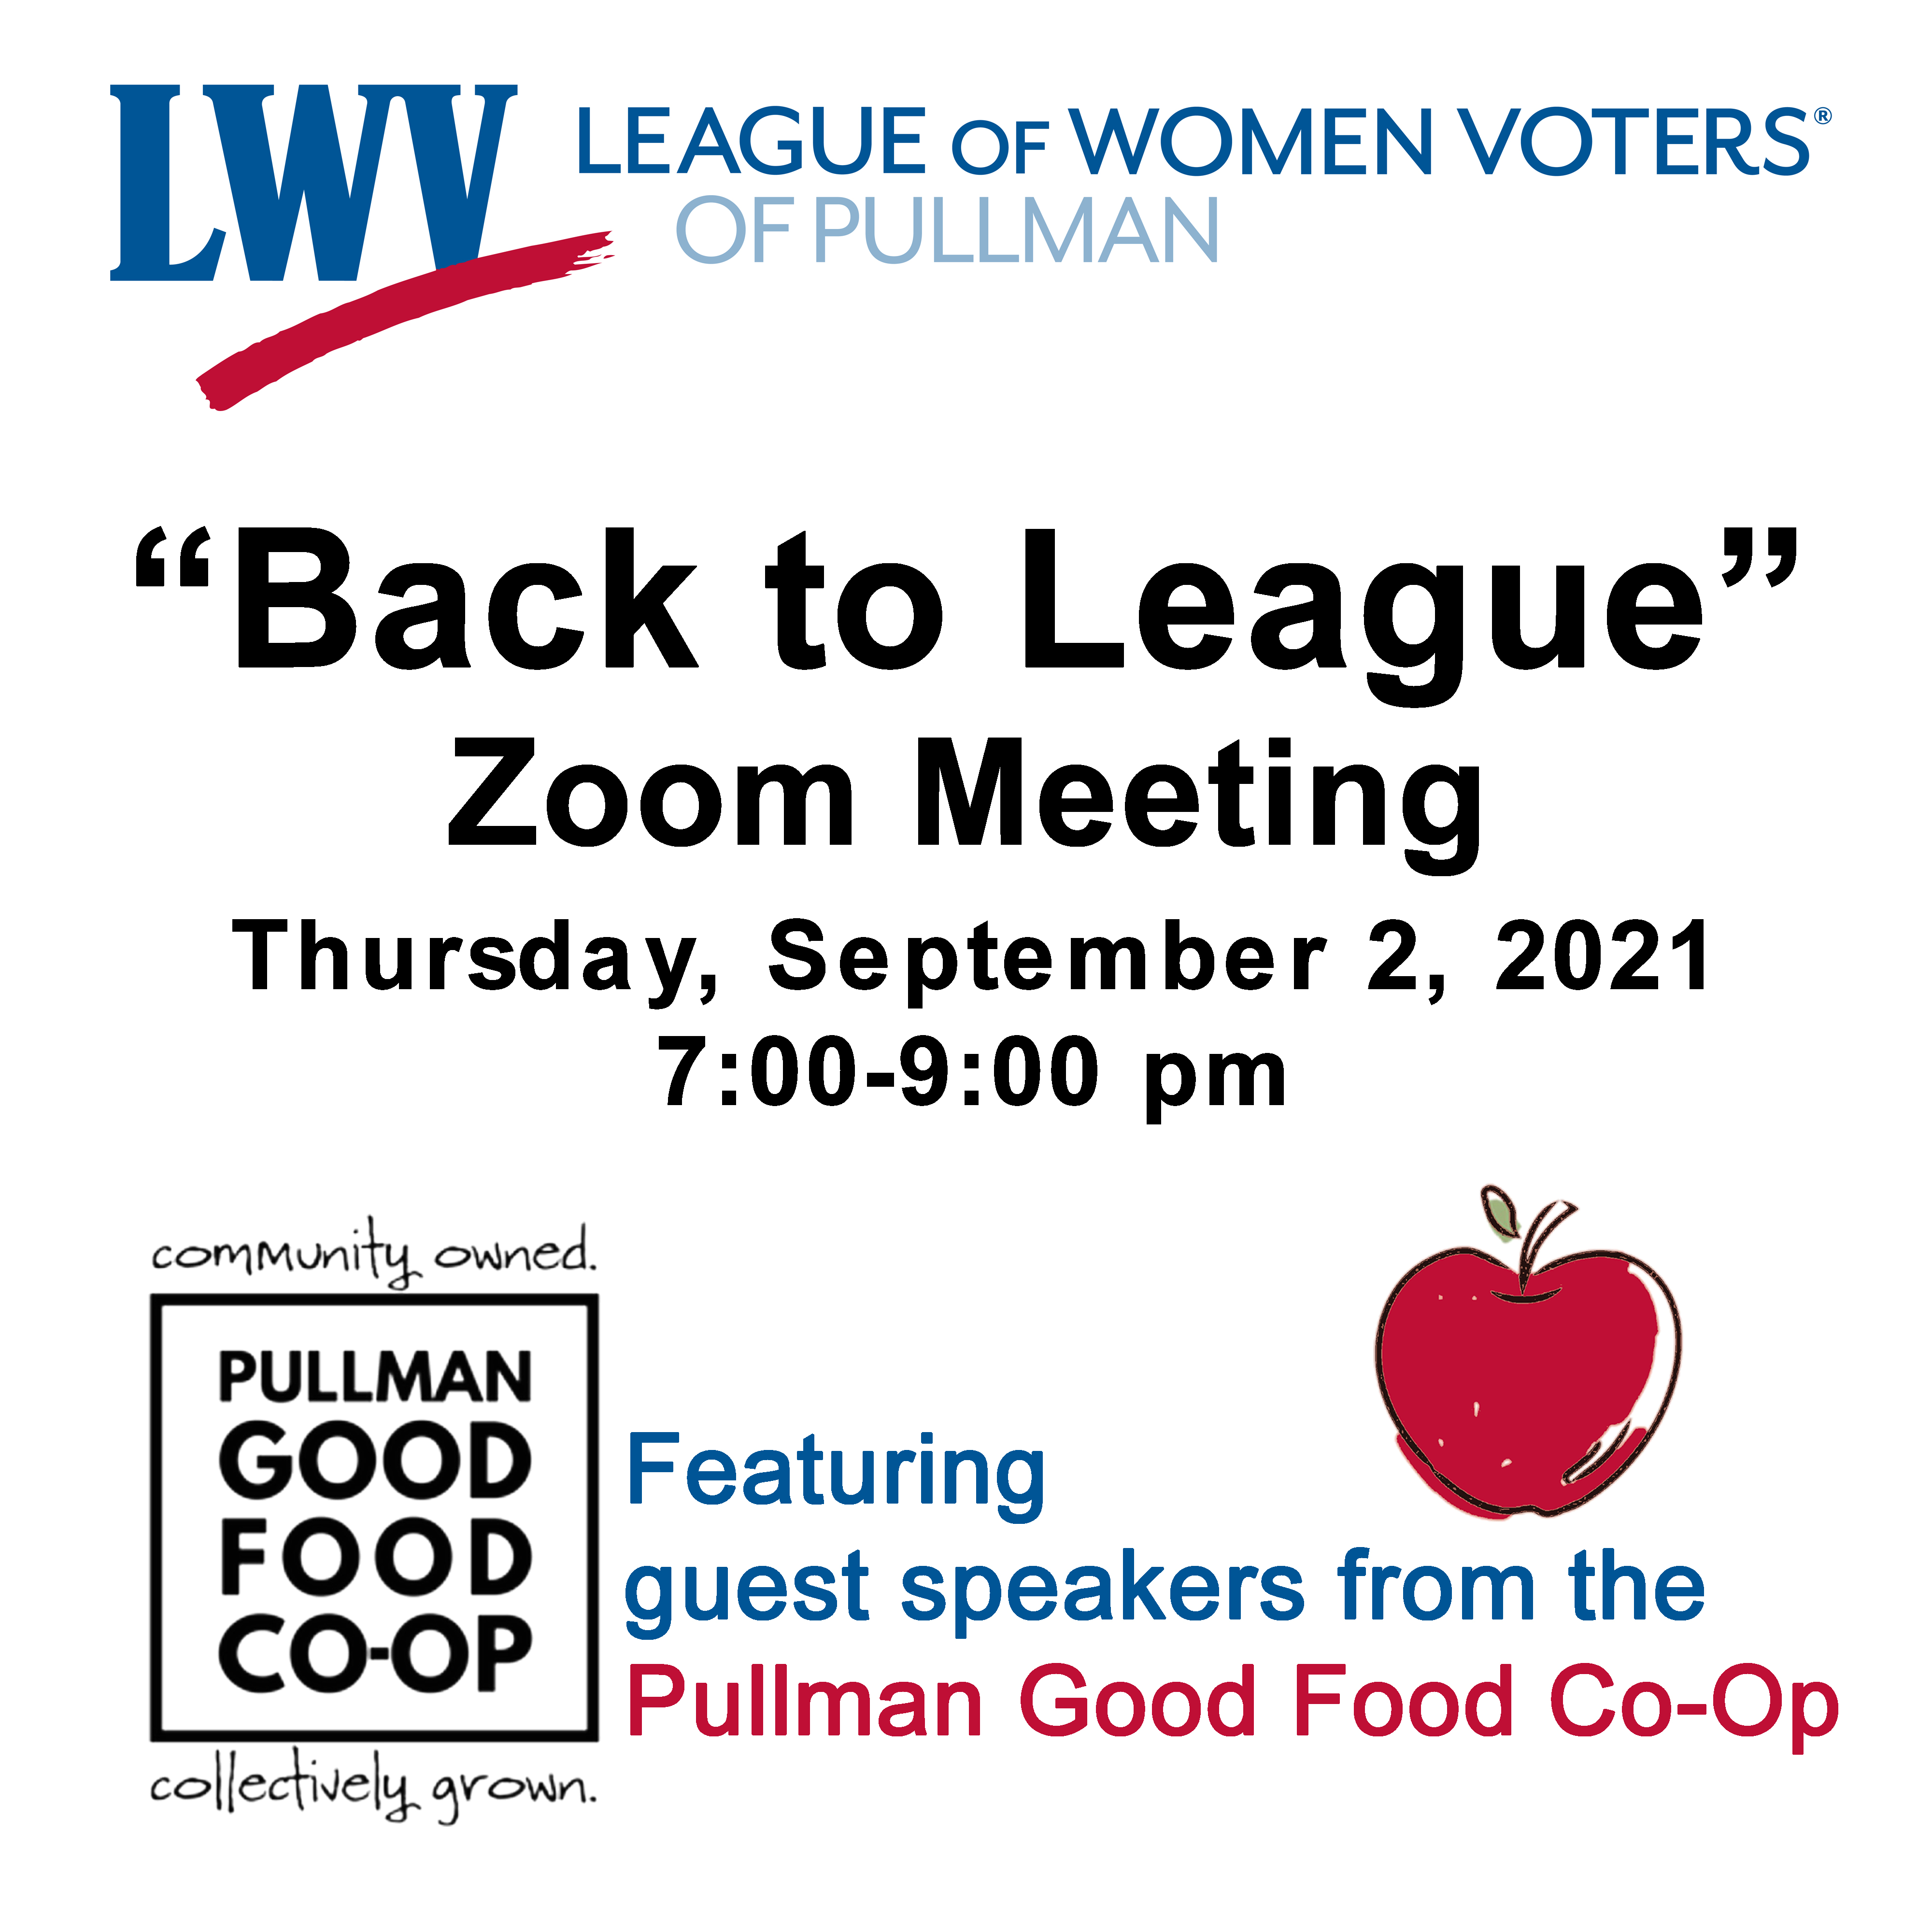 LWV
LEAGUE OF WOMEN VOTERS®
OF PULLMAN
“Back to League”
Zoom Meeting
Thursday, September 2, 2021
7:00-9:00 pm
community owned.
PULLMAN
GOOD
FOOD
CO-OP
collectively grown.
Featuring
guest speakers from the
Pullman Good Food Co-Op